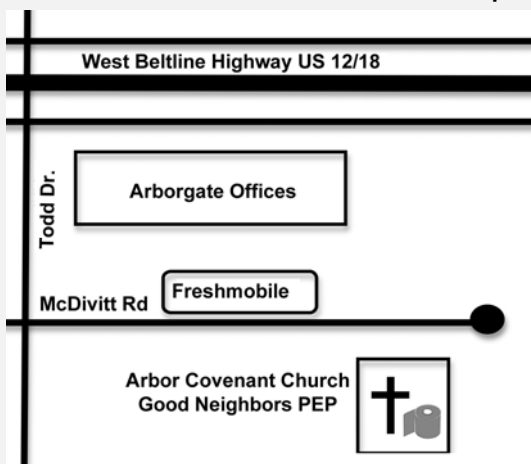 West Beltline Highway US 12/18
Todd Dr.
Arborgate Offices
Freshmobile
McDivitt Rd
Arbor Covenant Church
Good Neighbors PEP